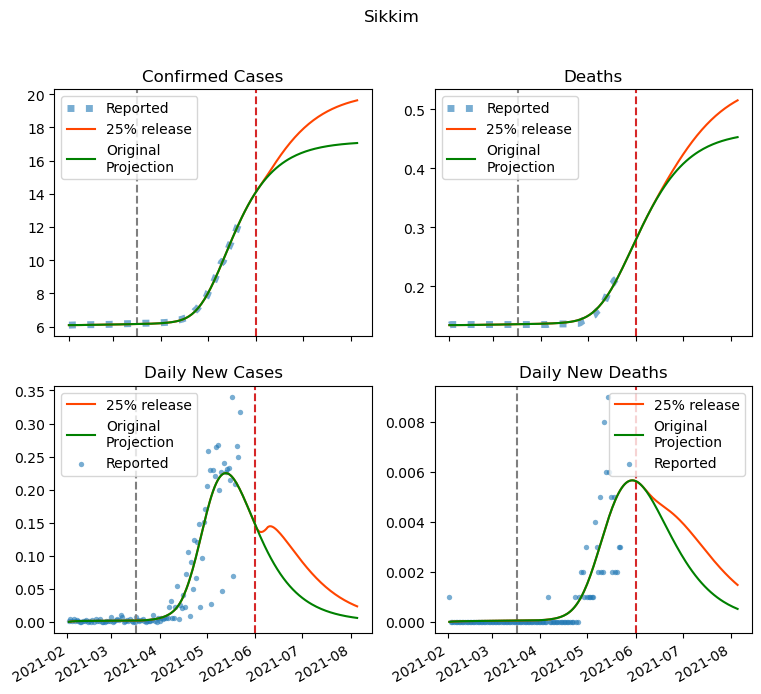 Sikkim
Confirmed Cases
Reported
25% release
Original
Projection
20
18
16
14
12
10
8
6
Deaths
Reported
25% release
Original
Projection
0.5
0.4
0.3
0.2
Daily New Cases
25% release
Original
Projection
Reported
0.35
0.30
0.25
0.20
0.15
0.10
0.05
0.00
2021-02
2021-03
2021-04
2021-05
2021-06
2021-07
2021-08
Daily New Deaths
25% release
Original
Projection
Reported
0.008
0.006
0.004
0.002
0.000
2021-02
2021-03
2021-04
2021-05
2021-06
2021-07
2021-08